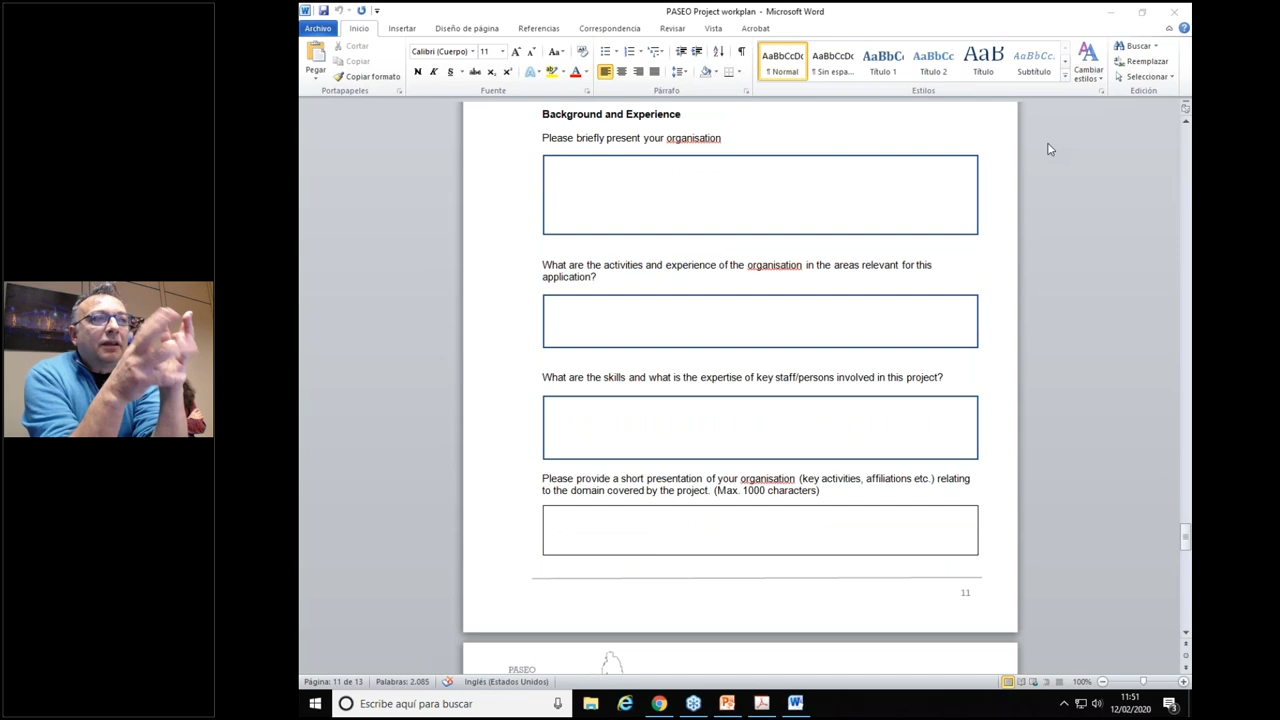 PASEO Project workplan - Microsoft Word
Archivo Inicio Insertar Diseño de página Referencias Correspondencia Revisar Vista Acrobat
Pegar
Cortar
Copiar
Copiar formato
Portapapeles
Calibri (Cuerpo) 11
Fuente
Párrafo
AaBbCcDc AaBbCcDc AaBbC AaBbCc AaB AaBbCc.
¶ Normal ¶ Sin espa... Título 1 Título 2 Título Subtítulo
Estilos
Cambiar estilos
Buscar
Reemplazar
Seleccionar
Edición
Background and Experience
Please briefly present your organisation
What are the activities and experience of the organisation in the areas relevant for this
application?
What are the skills and what is the expertise of key staff/persons involved in this project?
Please provide a short presentation of your organisation (key activities, affiliations etc.) relating
to the domain covered by the project. (Max. 1000 characters)
11
PASEO
Página: 11 de 13 Palabras: 2.085 Inglés (Estados Unidos) 100%
Escribe aquí para buscar
11:51
12/02/2020